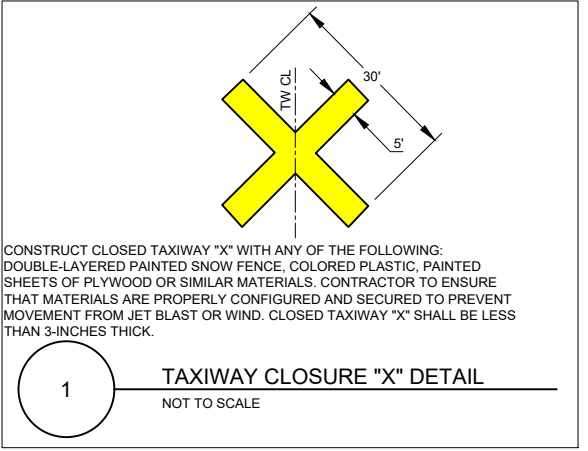 30'
TW CL
5'
CONSTRUCT CLOSED TAXIWAY "X" WITH ANY OF THE FOLLOWING:
DOUBLE-LAYERED PAINTED SNOW FENCE, COLORED PLASTIC, PAINTED
SHEETS OF PLYWOOD OR SIMILAR MATERIALS. CONTRACTOR TO ENSURE
THAT MATERIALS ARE PROPERLY CONFIGURED AND SECURED TO PREVENT
MOVEMENT FROM JET BLAST OR WIND. CLOSED TAXIWAY "X" SHALL BE LESS
THAN 3-INCHES THICK.
1
TAXIWAY CLOSURE "X" DETAIL
NOT TO SCALE